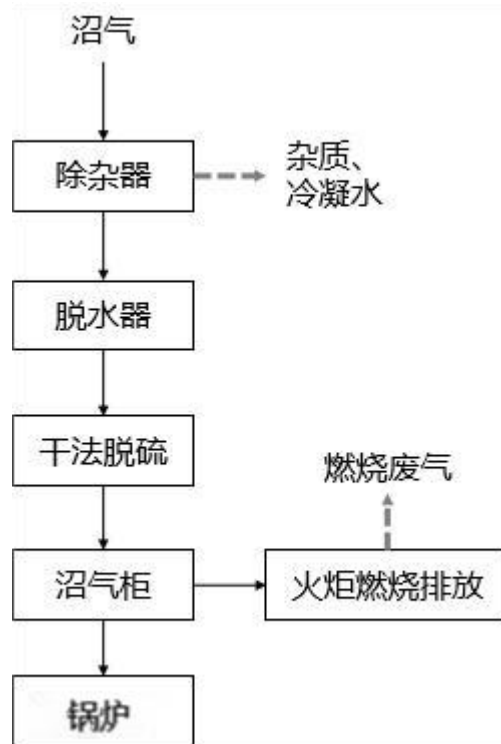 沼气
除杂器
杂质、
冷凝水
脱水器
干法脱硫
燃烧废气
沼气柜
火炬燃烧排放
锅炉